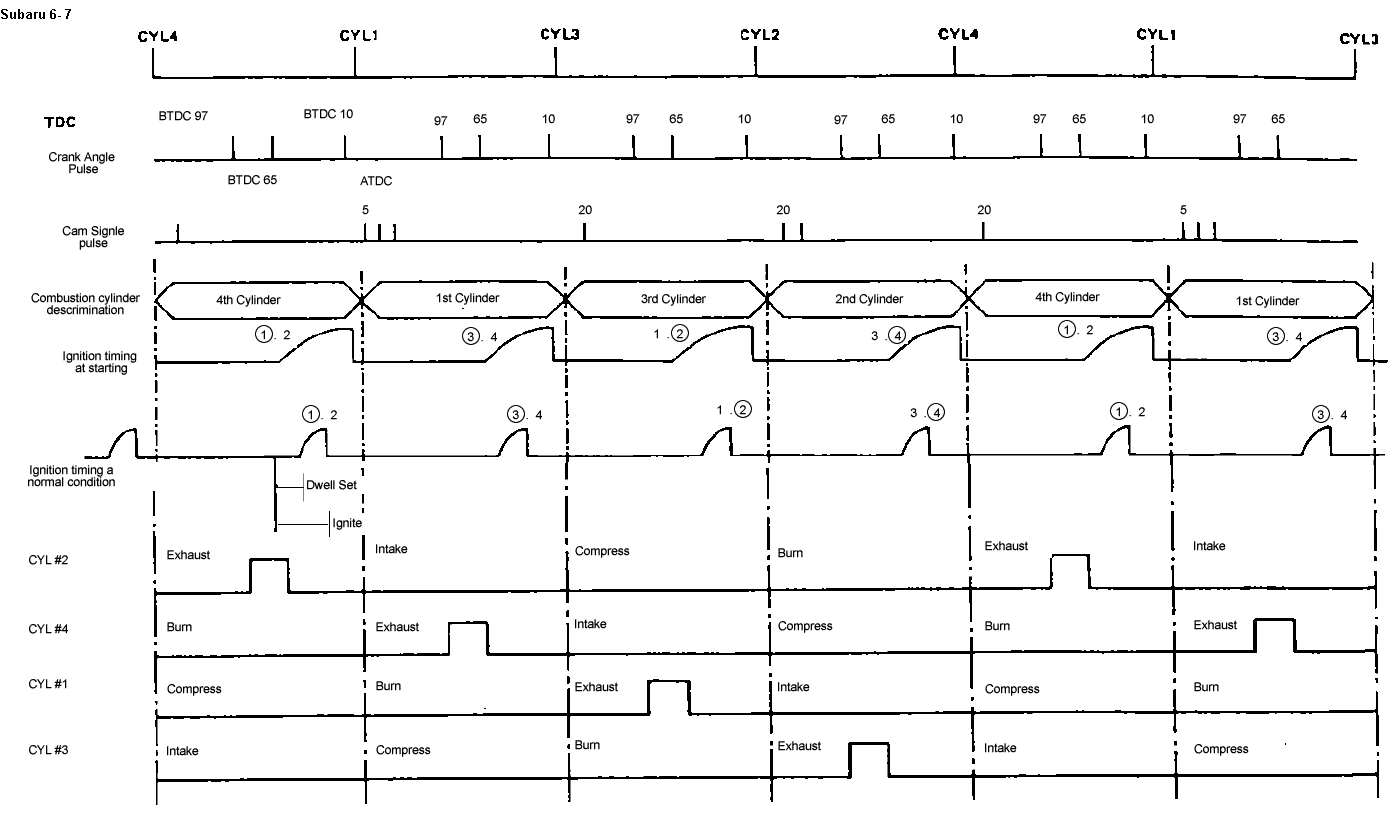 Subaru 6-7
CYL4 CYL1 CYL3 CYL2 CYL4 CYL1 CYL3
TDC
BTDC 97 BTDC 10 97 65 10 97 65 10 97 65 10 97 65 10 97 65
Crank Angle
Pulse
BTDC 65 ATDC
5 20 20 20 5
Cam Signle
pulse
Combustion cylinder
descrimination
4th Cylinder 1st Cylinder 3rd Cylinder 2nd Cylinder 4th Cylinder 1st Cylinder
①. 2 ③. 4 1 .② 3 .④ ①. 2 ③. 4
Ignition timing
at starting
①. 2 ③. 4 1 .② 3 .④ ①. 2 ③. 4
Ignition timing a
normal condition
Dwell Set
Ignite
CYL #2 Exhaust Intake Compress Burn Exhaust Intake
CYL #4 Burn Exhaust Intake Compress Burn Exhaust
CYL #1 Compress Burn Exhaust Intake Compress Burn
CYL #3 Intake Compress Burn Exhaust Intake Compress